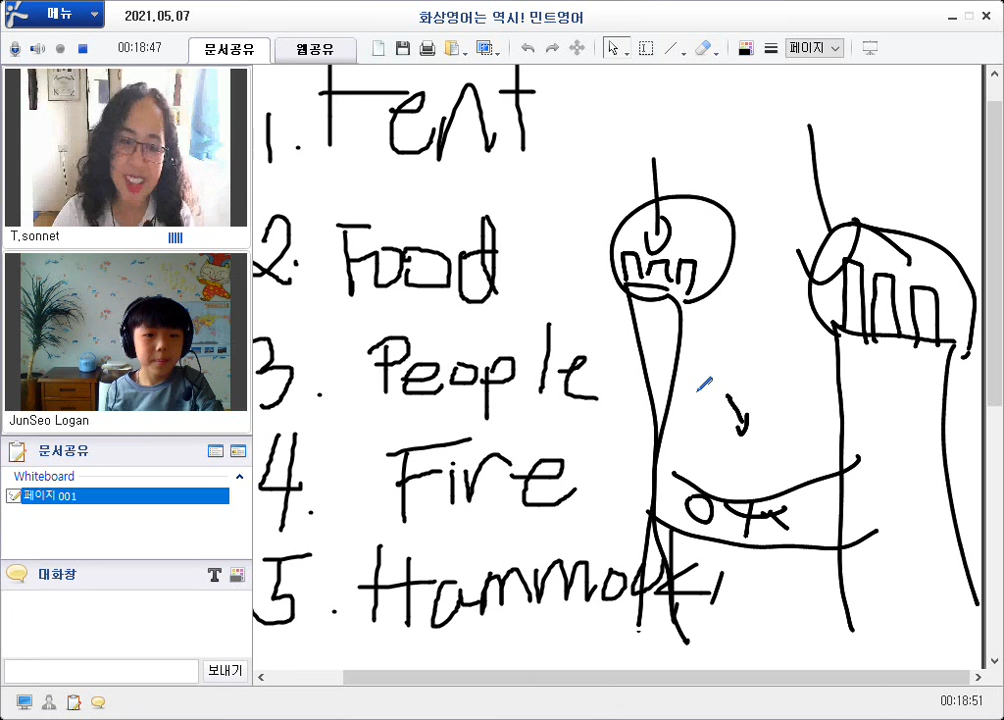 메뉴
2021.05.07
화상영어는 역시! 민트영어
00:18:47
문서공유
웹공유
페이지
T.sonnet
JunSeo Logan
문서공유
Whiteboard
페이지 001
대화창
보내기
1. Tent
2. Food
3. People
4. Fire
5. Hammock
00:18:51